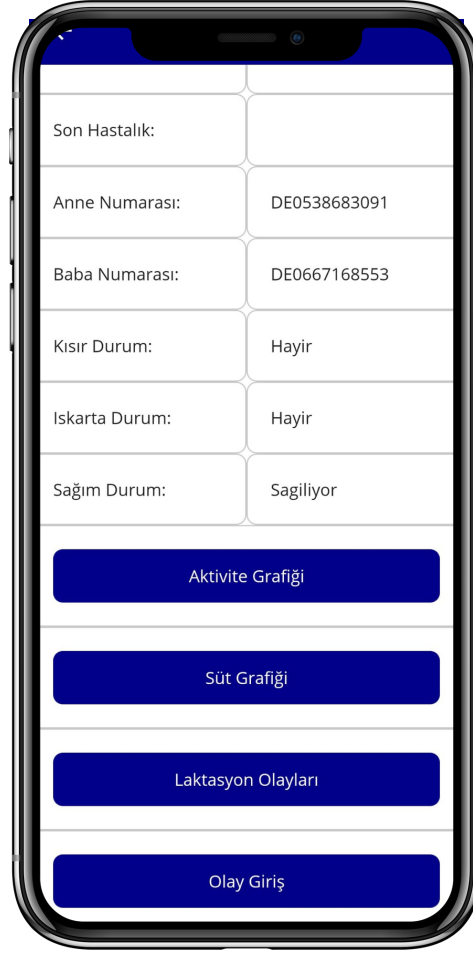 Son Hastalık:
Anne Numarası: DE0538683091
Baba Numarası: DE0667168553
Kısır Durum: Hayir
Iskarta Durum: Hayir
Sağım Durum: Sagiliyor
Aktivite Grafiği
Süt Grafiği
Laktasyon Olayları
Olay Giriş